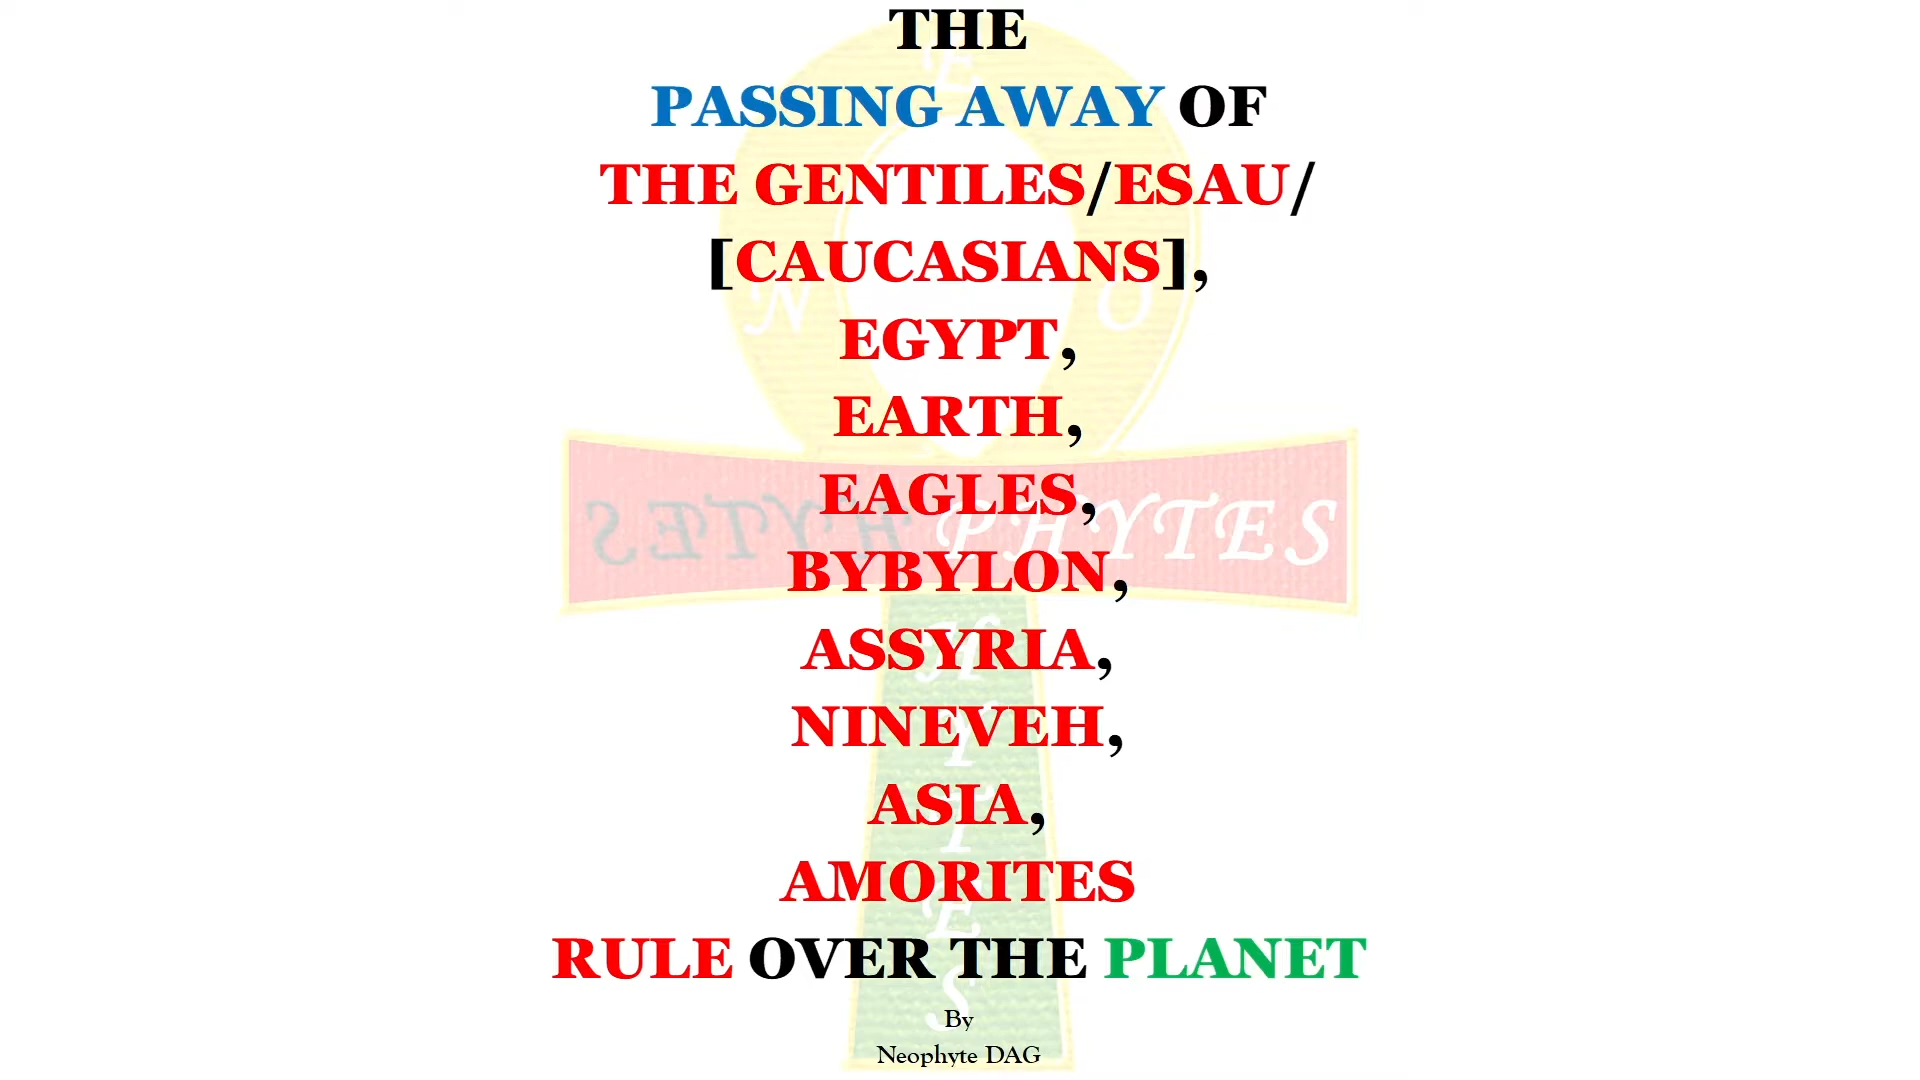 THE
PASSING AWAY OF
THE GENTILES/ESAU/
[CAUCASIANS],
EGYPT,
EARTH,
EAGLES,
BYBYLON,
ASSYRIA,
NINEVEH,
ASIA,
AMORITES
RULE OVER THE PLANET
By
Neophyte DAG
PHYTES